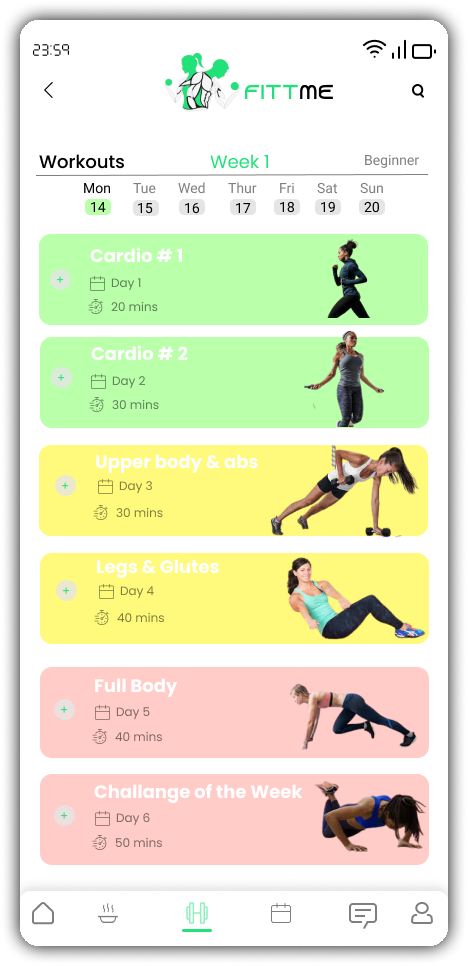 23:59
FITTME
Workouts Week 1 Beginner
Mon Tue Wed Thur Fri Sat Sun
14 15 16 17 18 19 20
Cardio # 1
+
Day 1
20 mins
Cardio # 2
+
Day 2
30 mins
Upper body & abs
+
Day 3
30 mins
Legs & Glutes
+
Day 4
40 mins
Full Body
+
Day 5
40 mins
Challange of the Week
+
Day 6
50 mins